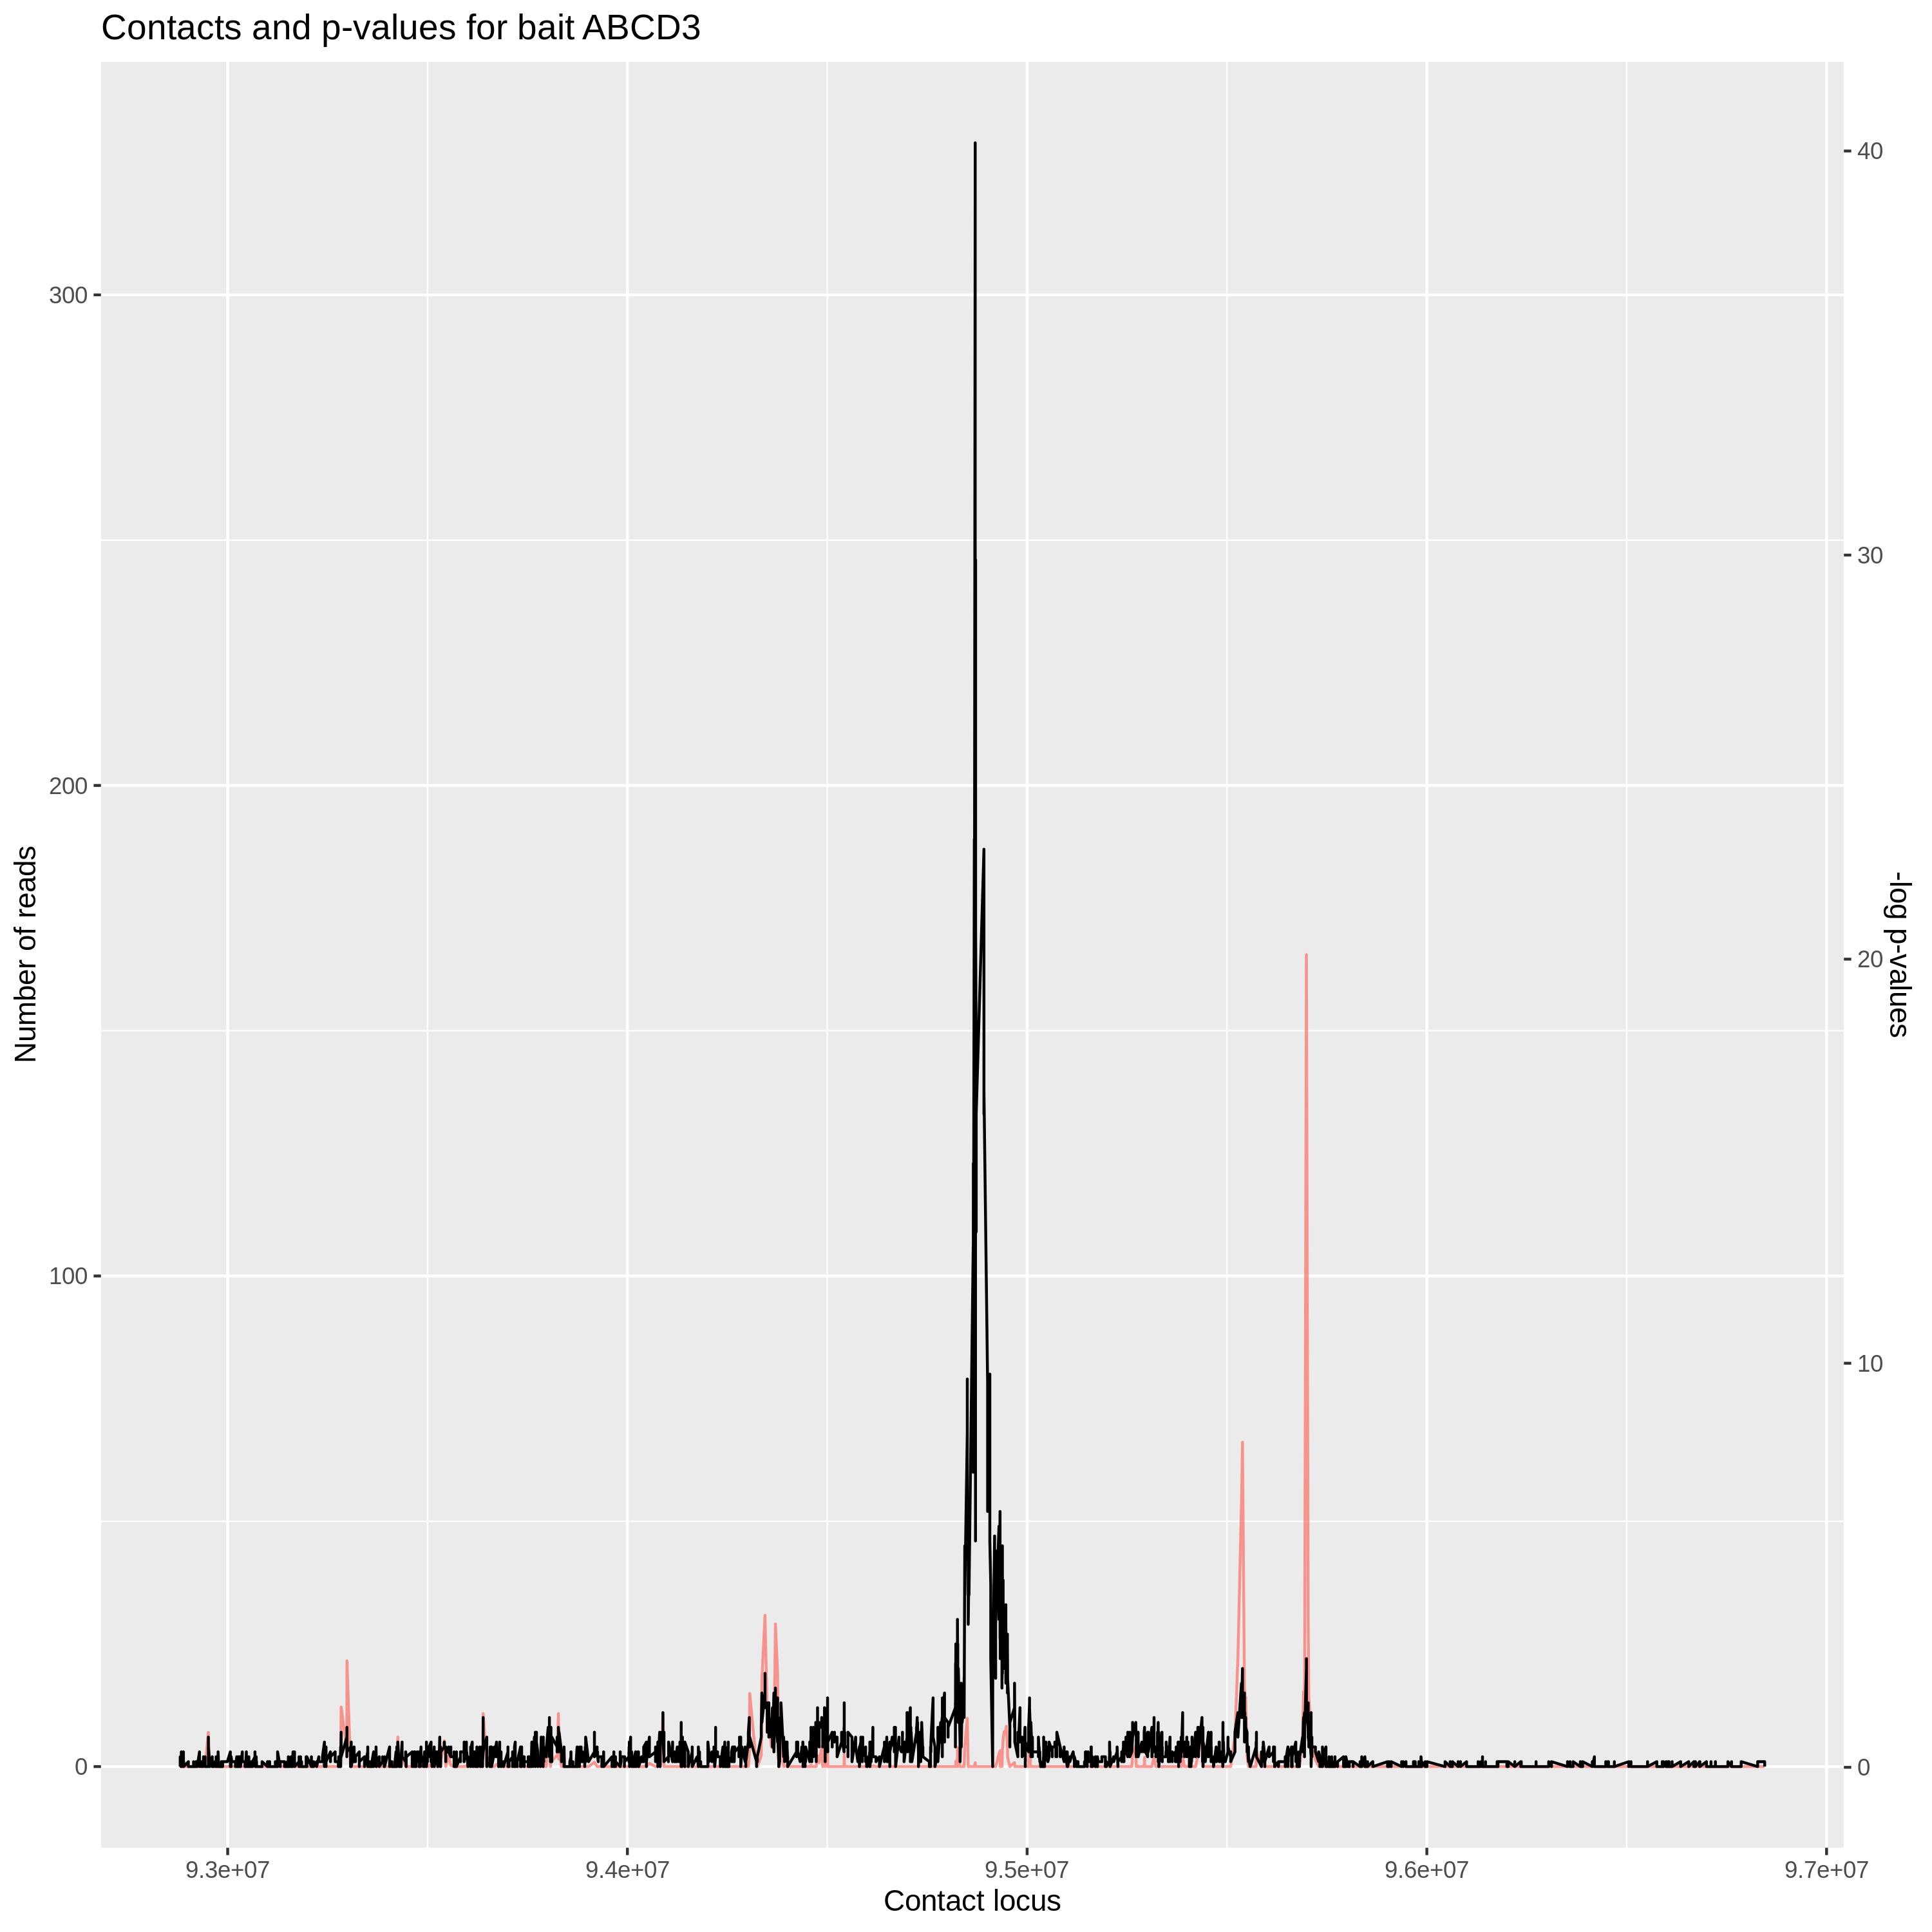 Contacts and p-values for bait ABCD3
Number of reads
300
200
100
0
40
30
20
10
0
-log p-values
9.3e+07
9.4e+07
9.5e+07
9.6e+07
9.7e+07
Contact locus